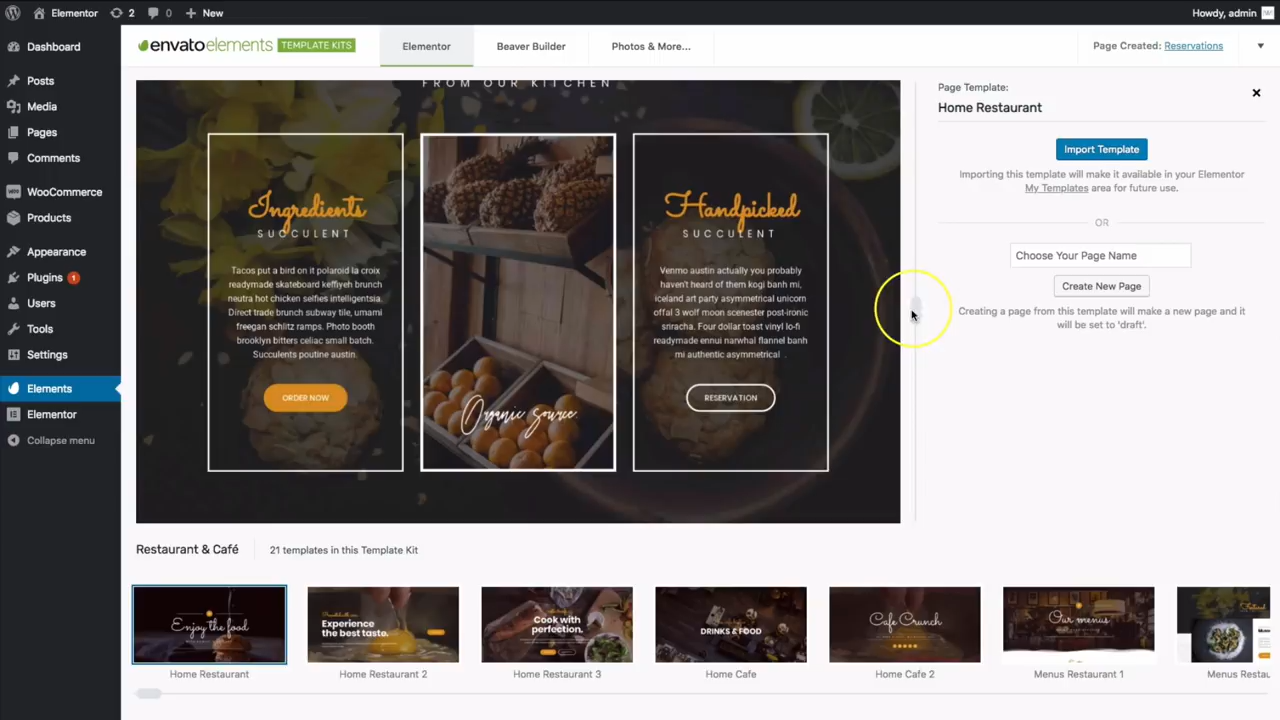 Elementor
2
0
New
Howdy, admin
Dashboard
Posts
Media
Pages
Comments
WooCommerce
Products
Appearance
Plugins 1
Users
Tools
Settings
Elements
Elementor
Collapse menu
envatoelements TEMPLATE KITS
Elementor
Beaver Builder
Photos & More...
Page Created: Reservations
FROM OUR KITCHEN
Ingredients
SUCCULENT
Tacos put a bird on it polaroid la croix
readymade skateboard keffiyeh brunch
neutra hot chicken selfies intelligentsia.
Direct trade brunch subway tile, umami
freegan schlitz ramps. Photo booth
brooklyn bitters celiac small batch.
Succulents poutine austin.
ORDER NOW
Organic source.
Handpicked
SUCCULENT
Venmo austin actually you probably
haven't heard of them kogi banh mi,
iceland art party asymmetrical unicorn
offal 3 wolf moon scenester post-ironic
sriracha. Four dollar toast vinyl lo-fi
readymade ennui narwhal flannel banh
mi authentic asymmetrical .
RESERVATION
Page Template:
Home Restaurant
Import Template
Importing this template will make it available in your Elementor
My Templates area for future use.
OR
Choose Your Page Name
Create New Page
Creating a page from this template will make a new page and it
will be set to 'draft'.
Restaurant & Café
21 templates in this Template Kit
Enjoy the food
Home Restaurant
Experience
the best taste.
Home Restaurant 2
Cook with
perfection.
Home Restaurant 3
DRINKS & FOOD
Home Cafe
Cafe Crunch
Home Cafe 2
Our menus
Menus Restaurant 1
Menus Resta